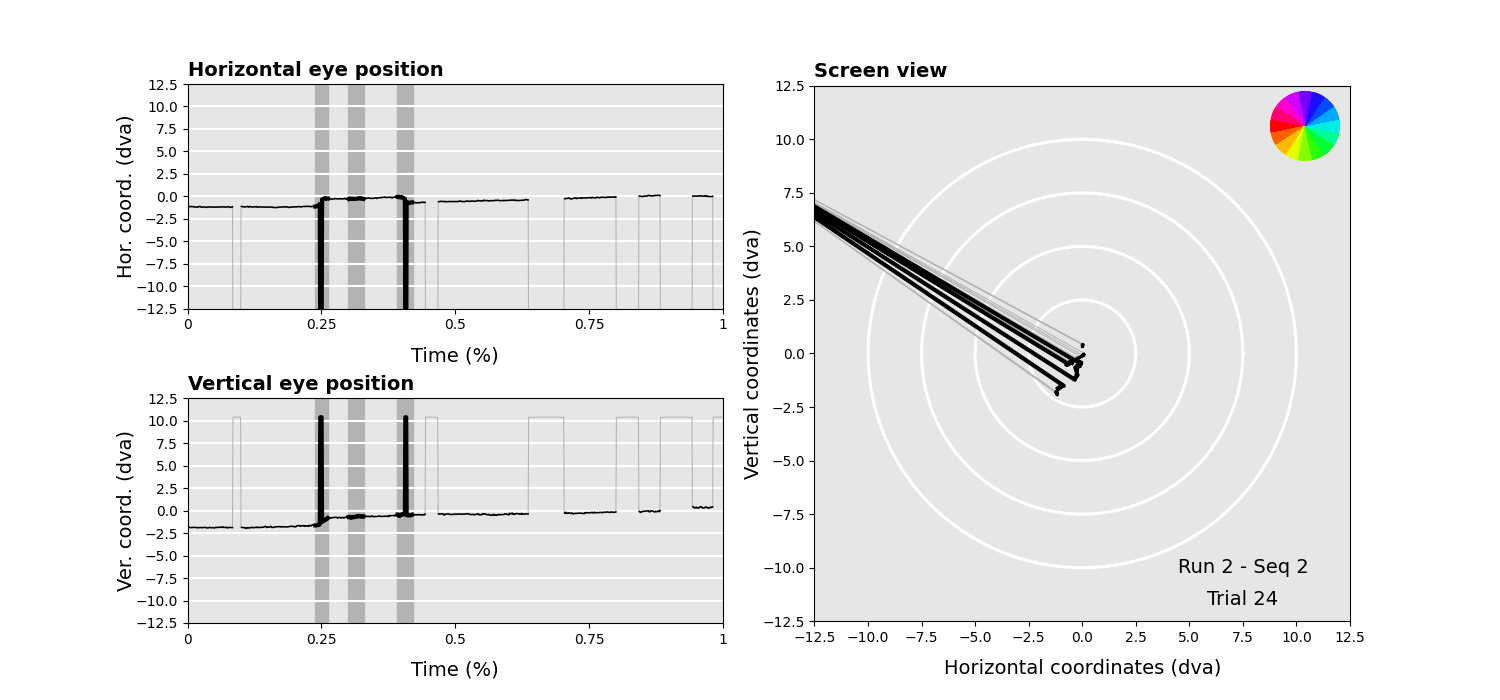 Horizontal eye position
12.5
10.0
7.5
5.0
2.5
0.0
−2.5
−5.0
−7.5
−10.0
−12.5
Hor. coord. (dva)
0 0.25 0.5 0.75 1
Time (%)
Vertical eye position
12.5
10.0
7.5
5.0
2.5
0.0
−2.5
−5.0
−7.5
−10.0
−12.5
Ver. coord. (dva)
0 0.25 0.5 0.75 1
Time (%)
Screen view
12.5
10.0
7.5
5.0
2.5
0.0
−2.5
−5.0
−7.5
−10.0
−12.5
Vertical coordinates (dva)
Run 2 - Seq 2
Trial 24
−12.5 −10.0 −7.5 −5.0 −2.5 0.0 2.5 5.0 7.5 10.0 12.5
Horizontal coordinates (dva)